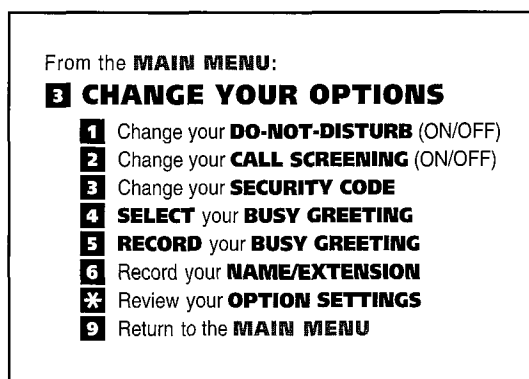 From the MAIN MENU:
3 CHANGE YOUR OPTIONS
1 Change your DO-NOT-DISTURB (ON/OFF)
2 Change your CALL SCREENING (ON/OFF)
3 Change your SECURITY CODE
4 SELECT your BUSY GREETING
5 RECORD your BUSY GREETING
6 Record your NAME/EXTENSION
* Review your OPTION SETTINGS
9 Return to the MAIN MENU